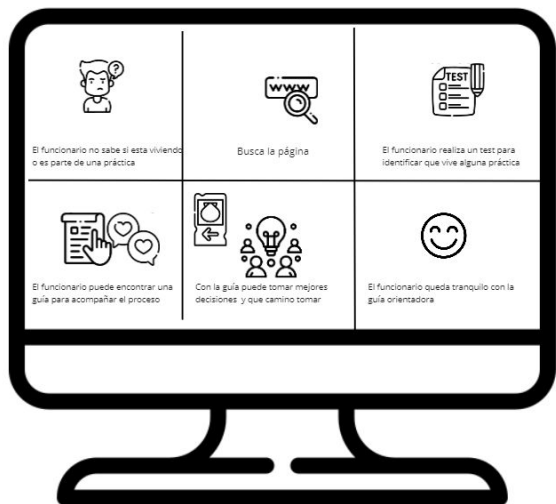 ?
El funcionario no sabe si esta viviendo
o es parte de una práctica
www
Busca la página
TEST
El funcionario realiza un test para
identificar que vive alguna práctica
El funcionario puede encontrar una
guía para acompañar el proceso
Con la guía puede tomar mejores
decisiones y que camino tomar
El funcionario queda tranquilo con la
guía orientadora